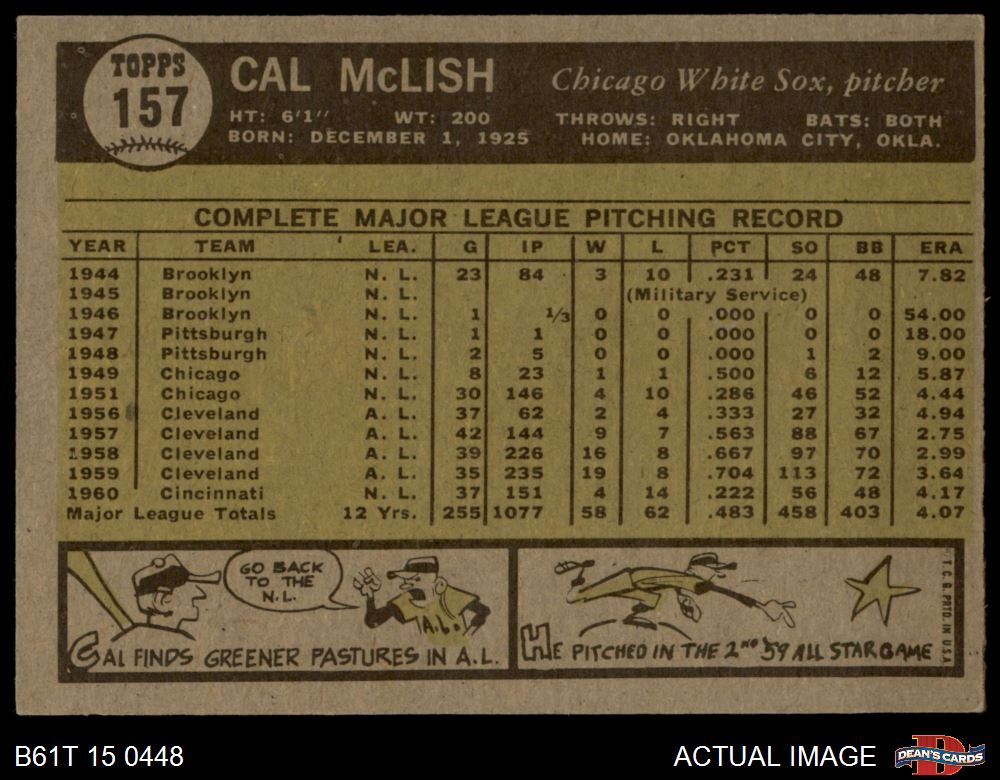 TOPPS
157
CAL McLISH
Chicago White Sox, pitcher
HT: 6'1" WT: 200 THROWS: RIGHT BATS: BOTH
BORN: DECEMBER 1, 1925 HOME: OKLAHOMA CITY, OKLA.
COMPLETE MAJOR LEAGUE PITCHING RECORD
YEAR TEAM LEA. G IP W L PCT SO BB ERA
1944 Brooklyn N. L. 23 84 3 10 .231 24 48 7.82
1945 Brooklyn N. L. (Military Service)
1946 Brooklyn N. L. 1 1/3 0 0 .000 0 0 54.00
1947 Pittsburgh N. L. 1 1 0 0 .000 0 0 18.00
1948 Pittsburgh N. L. 2 5 0 0 .000 1 2 9.00
1949 Chicago N. L. 8 23 1 1 .500 6 12 5.87
1951 Chicago N. L. 30 146 4 10 .286 46 52 4.44
1956 Cleveland A. L. 37 62 2 4 .333 27 32 4.94
1957 Cleveland A. L. 42 144 9 7 .563 88 67 2.75
1958 Cleveland A. L. 39 226 16 8 .667 97 70 2.99
1959 Cleveland A. L. 35 235 19 8 .704 113 72 3.64
1960 Cincinnati N. L. 37 151 4 14 .222 56 48 4.17
Major League Totals 12 Yrs. 255 1077 58 62 .483 458 403 4.07
GO BACK
TO THE
N.L.
A.L.
CAL FINDS GREENER PASTURES IN A.L.
HE PITCHED IN THE 2ND '59 ALL STAR GAME
T.C.G. PRTD. IN U.S.A.
B61T 15 0448
ACTUAL IMAGE
D
DEAN'S CARDS